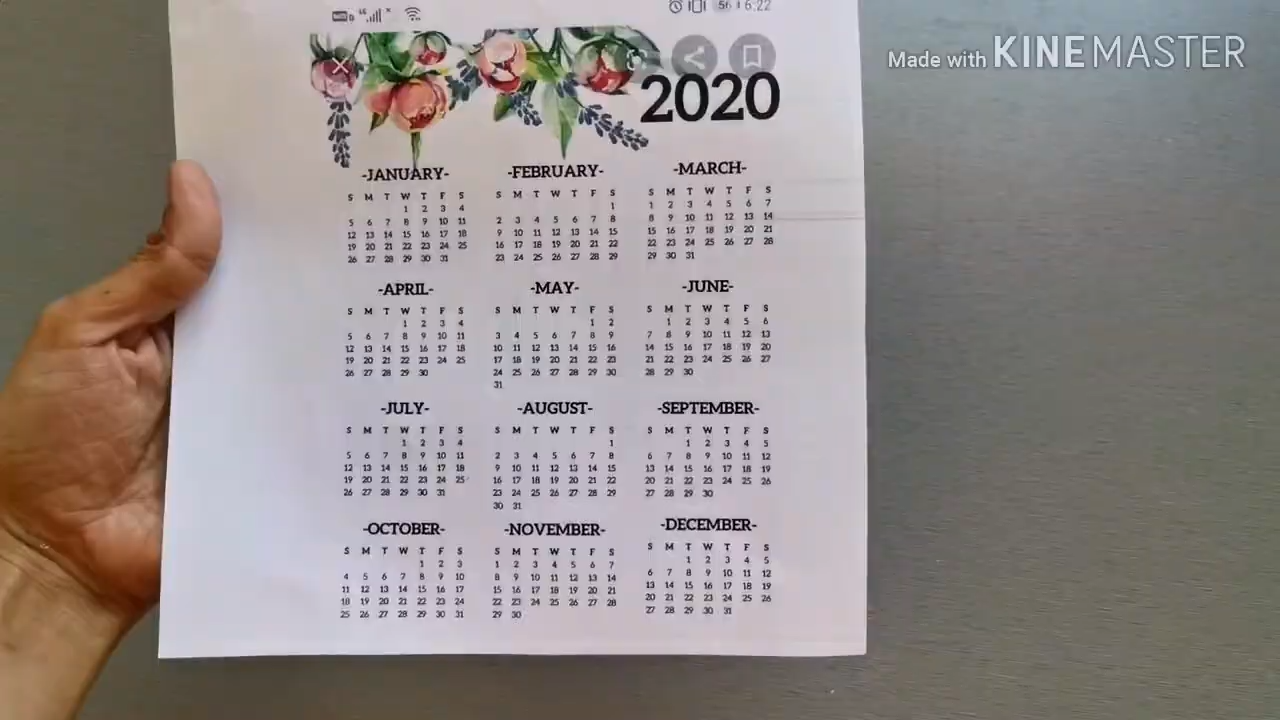 56 6:22
Made with KINEMASTER
2020
-JANUARY- -FEBRUARY- -MARCH-
S M T W T F S S M T W T F S S M T W T F S
1 2 3 4 1 1 2 3 4 5 6 7
5 6 7 8 9 10 11 2 3 4 5 6 7 8 8 9 10 11 12 13 14
12 13 14 15 16 17 18 9 10 11 12 13 14 15 15 16 17 18 19 20 21
19 20 21 22 23 24 25 16 17 18 19 20 21 22 22 23 24 25 26 27 28
26 27 28 29 30 31 23 24 25 26 27 28 29 29 30 31
-APRIL- -MAY- -JUNE-
S M T W T F S S M T W T F S S M T W T F S
1 2 3 4 1 2 1 2 3 4 5 6
5 6 7 8 9 10 11 3 4 5 6 7 8 9 7 8 9 10 11 12 13
12 13 14 15 16 17 18 10 11 12 13 14 15 16 14 15 16 17 18 19 20
19 20 21 22 23 24 25 17 18 19 20 21 22 23 21 22 23 24 25 26 27
26 27 28 29 30 24 25 26 27 28 29 30 28 29 30
31
-JULY- -AUGUST- -SEPTEMBER-
S M T W T F S S M T W T F S S M T W T F S
1 2 3 4 1 1 2 3 4 5
5 6 7 8 9 10 11 2 3 4 5 6 7 8 6 7 8 9 10 11 12
12 13 14 15 16 17 18 9 10 11 12 13 14 15 13 14 15 16 17 18 19
19 20 21 22 23 24 25 16 17 18 19 20 21 22 20 21 22 23 24 25 26
26 27 28 29 30 31 23 24 25 26 27 28 29 27 28 29 30
30 31
-OCTOBER- -NOVEMBER- -DECEMBER-
S M T W T F S S M T W T F S S M T W T F S
1 2 3 1 2 3 4 5 6 7 1 2 3 4 5
4 5 6 7 8 9 10 8 9 10 11 12 13 14 6 7 8 9 10 11 12
11 12 13 14 15 16 17 15 16 17 18 19 20 21 13 14 15 16 17 18 19
18 19 20 21 22 23 24 22 23 24 25 26 27 28 20 21 22 23 24 25 26
25 26 27 28 29 30 31 29 30 27 28 29 30 31